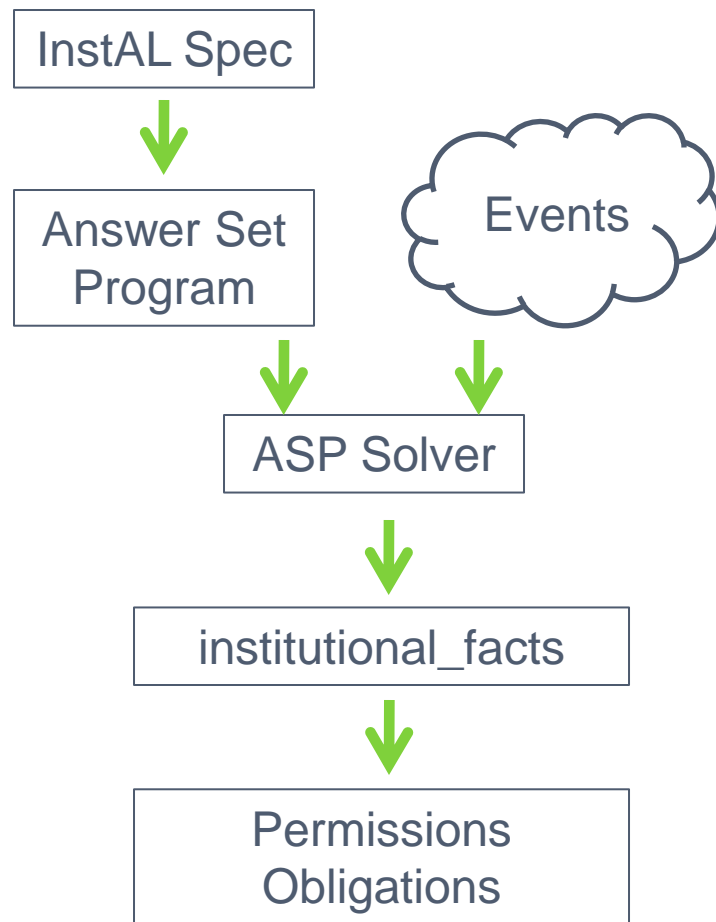 InstAL Spec
Answer Set
Program
Events
ASP Solver
institutional_facts
Permissions
Obligations